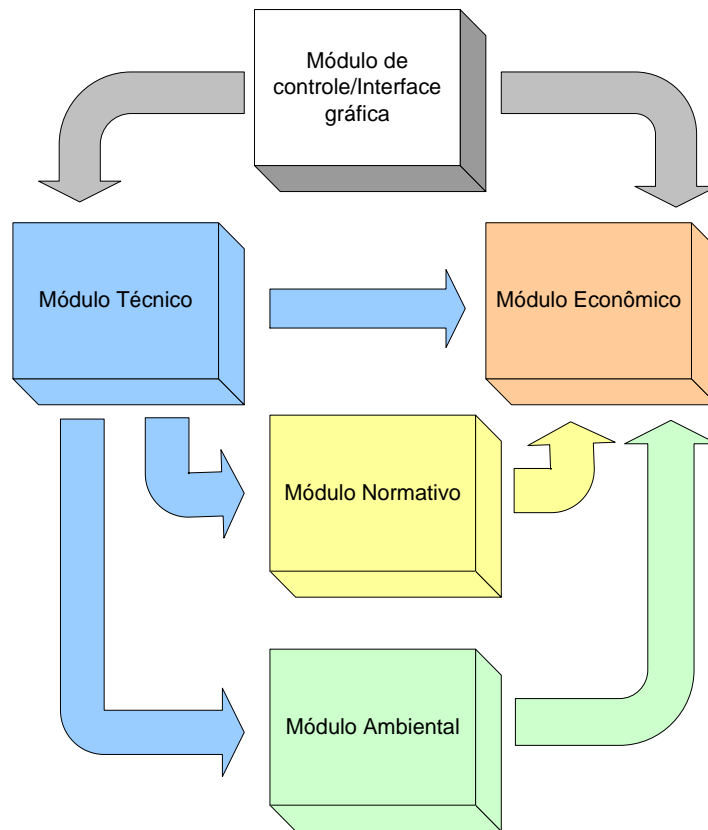 Módulo de
controle/Interface
gráfica
Módulo Técnico
Módulo Econômico
Módulo Normativo
Módulo Ambiental